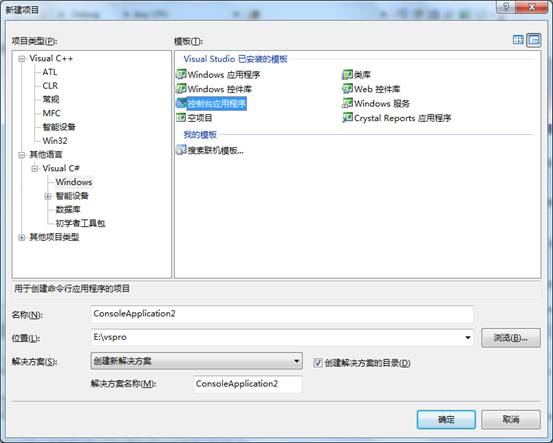 新建项目
项目类型(P):
模板(T):
Visual C++
ATL
CLR
常规
MFC
智能设备
Win32
其他语言
Visual C#
Windows
智能设备
数据库
初学者工具包
其他项目类型
Visual Studio 已安装的模板
Windows 应用程序
类库
Windows 控件库
Web 控件库
控制台应用程序
Windows 服务
空项目
Crystal Reports 应用程序
我的模板
搜索联机模板...
用于创建命令行应用程序的项目
名称(N):
ConsoleApplication2
位置(L):
E:\vspro
浏览(B)...
解决方案(S):
创建新解决方案
创建解决方案的目录(D)
解决方案名称(M):
ConsoleApplication2
确定
取消